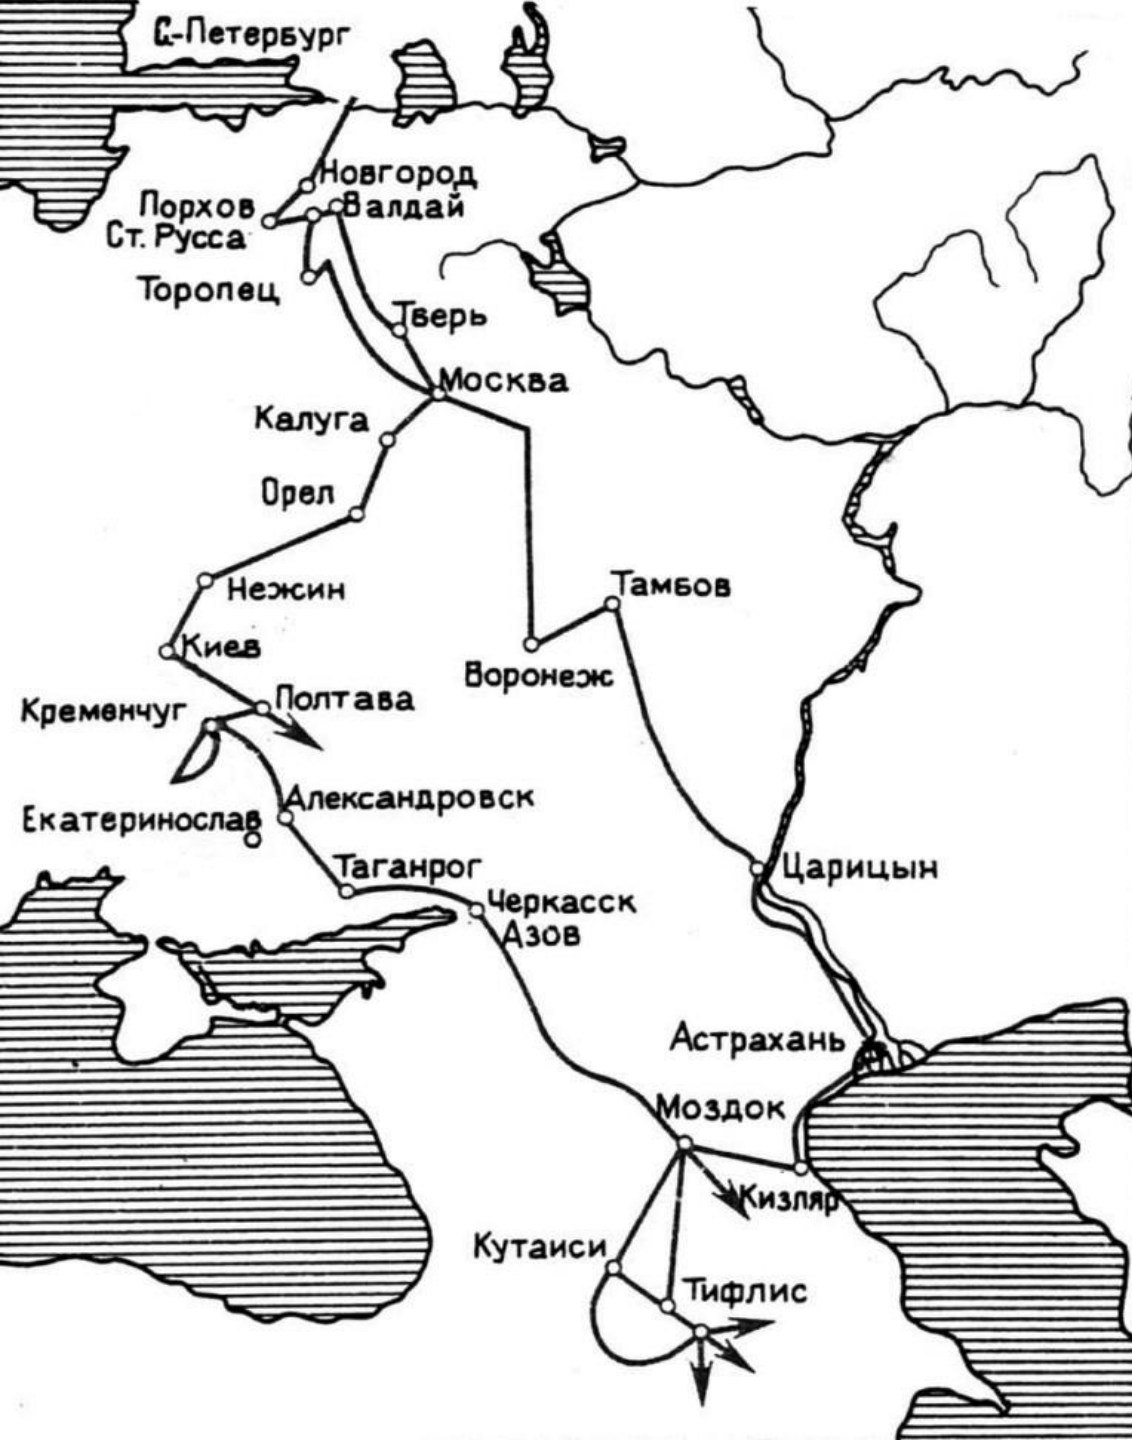 С.-Петербург
Новгород
Порхов
Валдай
Ст. Русса
Торопец
Тверь
Москва
Калуга
Орел
Нежин
Тамбов
Киев
Воронеж
Полтава
Кременчуг
Александровск
Екатеринослав
Таганрог
Царицын
Черкасск
Азов
Астрахань
Моздок
Кизляр
Кутаиси
Тифлис